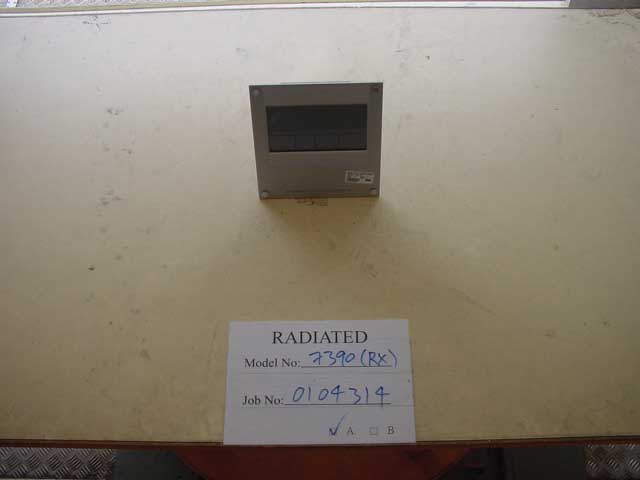 RADIATED
Model No: 7390 (RX)
Job No: 0104314
A B